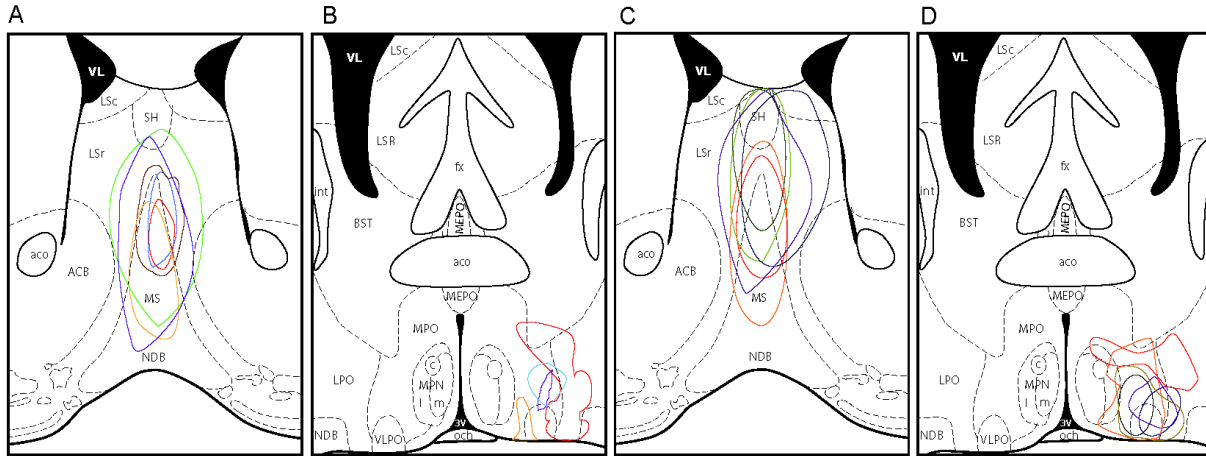 A
VL
LSc
SH
LSr
aco
ACB
MS
NDB
B
VL
LSc
LSR
fx
int
BST
MEPO
aco
MEPO
MPO
c
LPO
MPN
l
m
3V
NDB
VLPO
och
C
VL
LSc
SH
LSr
aco
ACB
MS
NDB
D
VL
LSc
LSR
fx
int
BST
MEPO
aco
MEPO
MPO
c
LPO
MPN
l
m
3V
NDB
VLPO
och